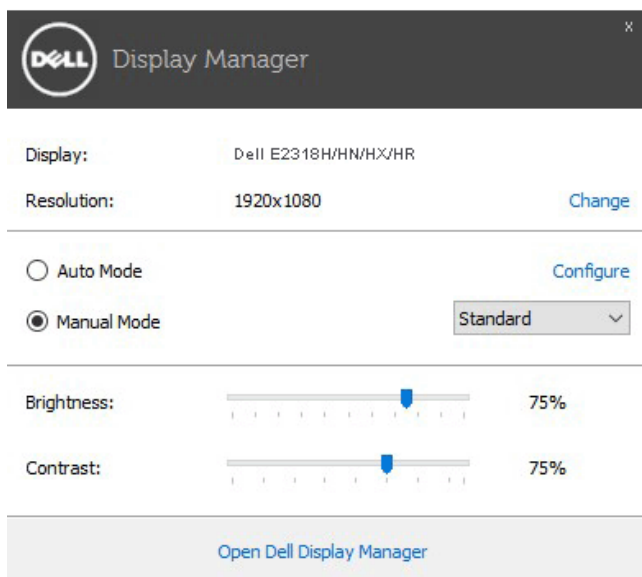 x
DELL Display Manager
Display: Dell E2318H/HN/HX/HR
Resolution: 1920x1080 Change
Auto Mode Configure
Manual Mode Standard
Brightness: 75%
Contrast: 75%
Open Dell Display Manager